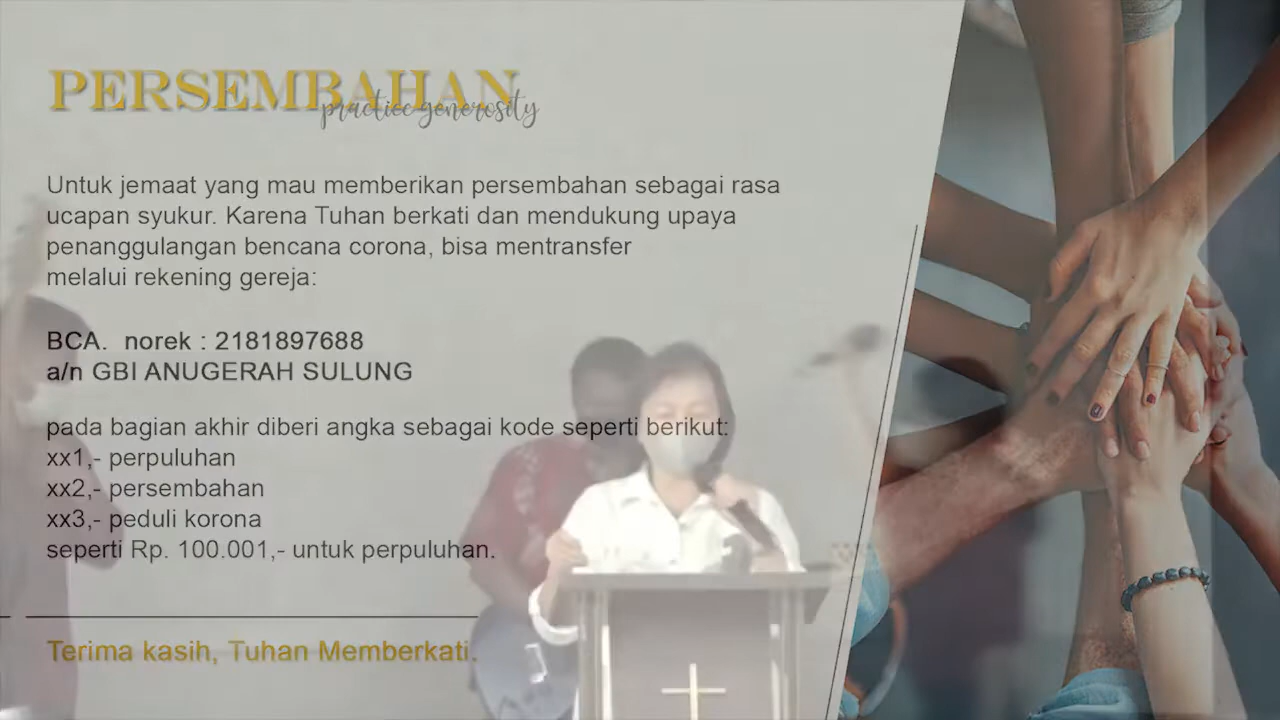 PERSEMBAHAN
practice generosity
Untuk jemaat yang mau memberikan persembahan sebagai rasa
ucapan syukur. Karena Tuhan berkati dan mendukung upaya
penanggulangan bencana corona, bisa mentransfer
melalui rekening gereja:
BCA. norek : 2181897688
a/n GBI ANUGERAH SULUNG
pada bagian akhir diberi angka sebagai kode seperti berikut:
xx1,- perpuluhan
xx2,- persembahan
xx3,- peduli korona
seperti Rp. 100.001,- untuk perpuluhan.
Terima kasih, Tuhan Memberkati.